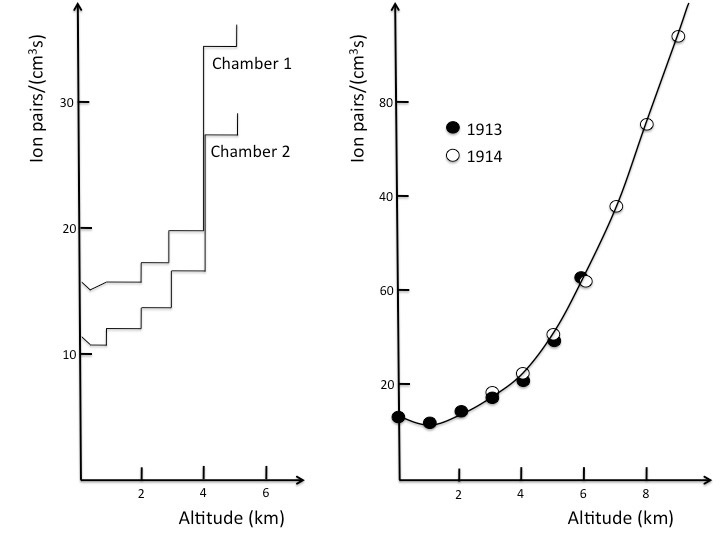 Ion pairs/(cm³s)
30
20
10
Chamber 1
Chamber 2
2
4
6
Altitude (km)
Ion pairs/(cm³s)
80
40
60
20
1913
1914
2
4
6
8
Altitude (km)